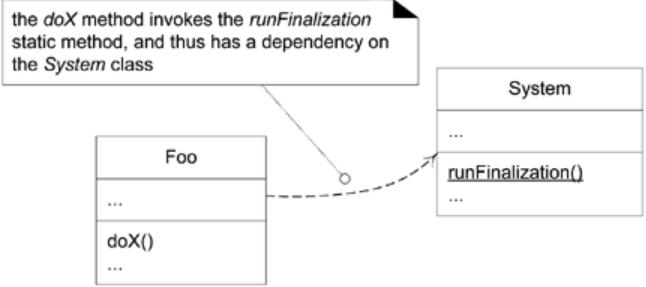 the doX method invokes the runFinalization
static method, and thus has a dependency on
the System class
System
...
runFinalization()
...
Foo
...
doX()
...